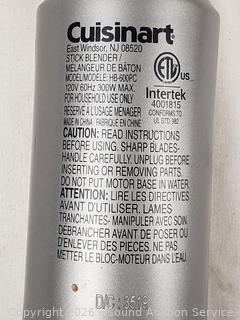 Cuisinart
East Windsor, NJ 08520
STICK BLENDER/
MÉLANGEUR DE BÂTON
MODEL/MODÈLE: HB-600PC
120V 60Hz 300W MAX.
FOR HOUSEHOLD USE ONLY
RÉSERVÉ À L'USAGE MÉNAGER
MADE IN CHINA / FABRIQUÉ EN CHINE
ETL
CM
US
Intertek
4001815
CONFORMS TO
UL STD. 982
CAUTION: READ INSTRUCTIONS
BEFORE USING. SHARP BLADES-
HANDLE CAREFULLY. UNPLUG BEFORE
INSERTING OR REMOVING PARTS.
DO NOT PUT MOTOR BASE IN WATER.
ATTENTION: LIRE LES DIRECTIVES
AVANT D'UTILISER. LAMES
TRANCHANTES- MANIPULER AVEC SOIN.
DÉBRANCHER AVANT DE POSER OU
D'ENLEVER DES PIÈCES. NE PAS
METTRE LE BLOC-MOTEUR DANS L'EAU.
D/C: 3519